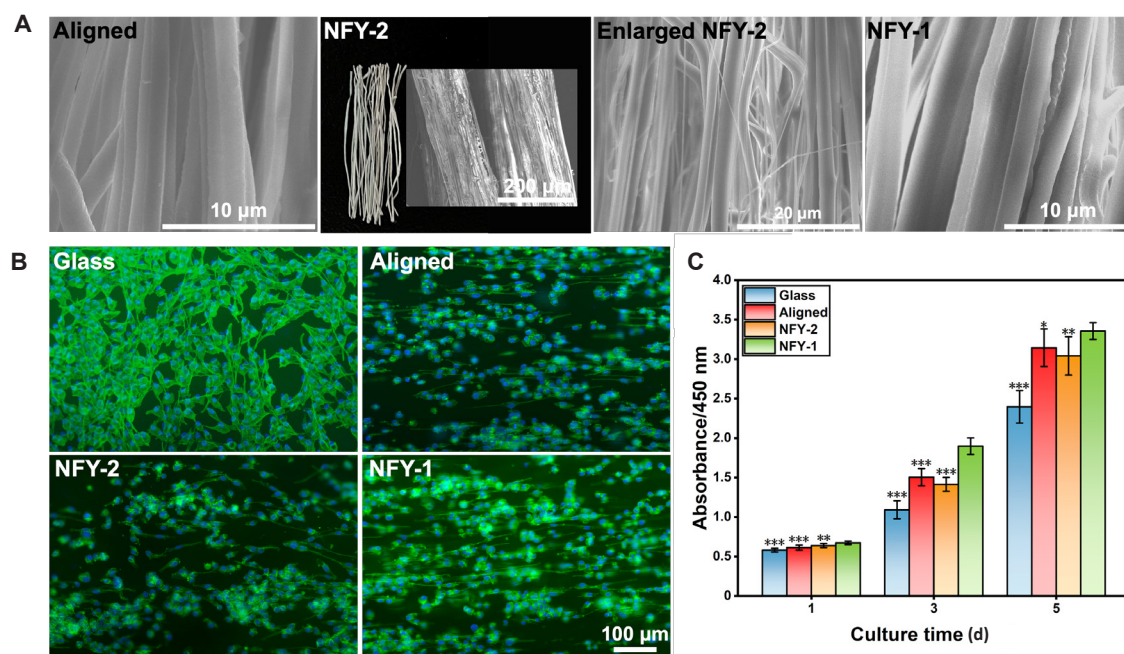 A
Aligned
10 µm
NFY-2
200 µm
Enlarged NFY-2
20 µm
NFY-1
10 µm
B
Glass
Aligned
NFY-2
NFY-1
100 µm
C
4.0
3.5
3.0
2.5
2.0
1.5
1.0
0.5
0
Absorbance/450 nm
Glass
Aligned
NFY-2
NFY-1
*** *** **
*** *** ***
*** * **
1 3 5
Culture time (d)